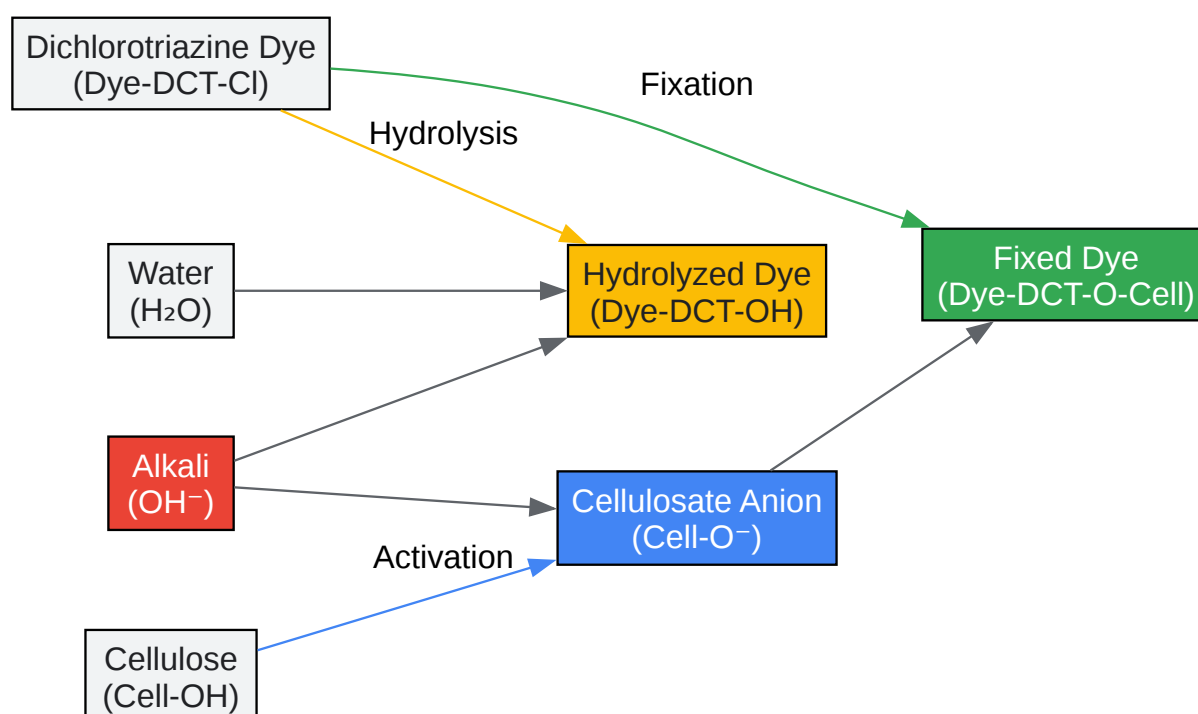 Dichlorotriazine Dye
(Dye-DCT-Cl)
Fixation
Hydrolysis
Water
(H₂O)
Hydrolyzed Dye
(Dye-DCT-OH)
Fixed Dye
(Dye-DCT-O-Cell)
Alkali
(OH⁻)
Cellulosate Anion
(Cell-O⁻)
Activation
Cellulose
(Cell-OH)